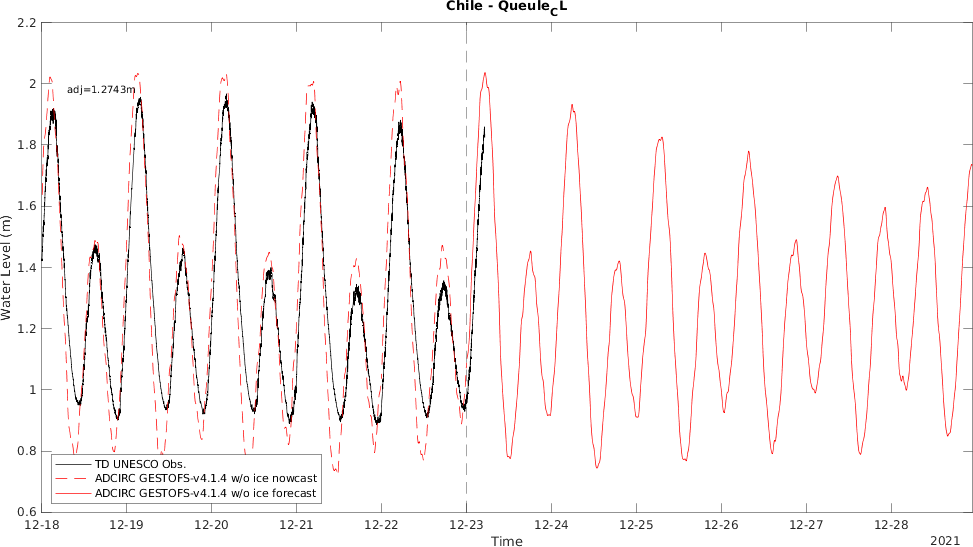 Chile - Queule_CL
adj=1.2743m
Water Level (m)
2.2
2
1.8
1.6
1.4
1.2
1
0.8
0.6
TD UNESCO Obs.
ADCIRC GESTOFS-v4.1.4 w/o ice nowcast
ADCIRC GESTOFS-v4.1.4 w/o ice forecast
12-18 12-19 12-20 12-21 12-22 12-23 12-24 12-25 12-26 12-27 12-28
Time
2021